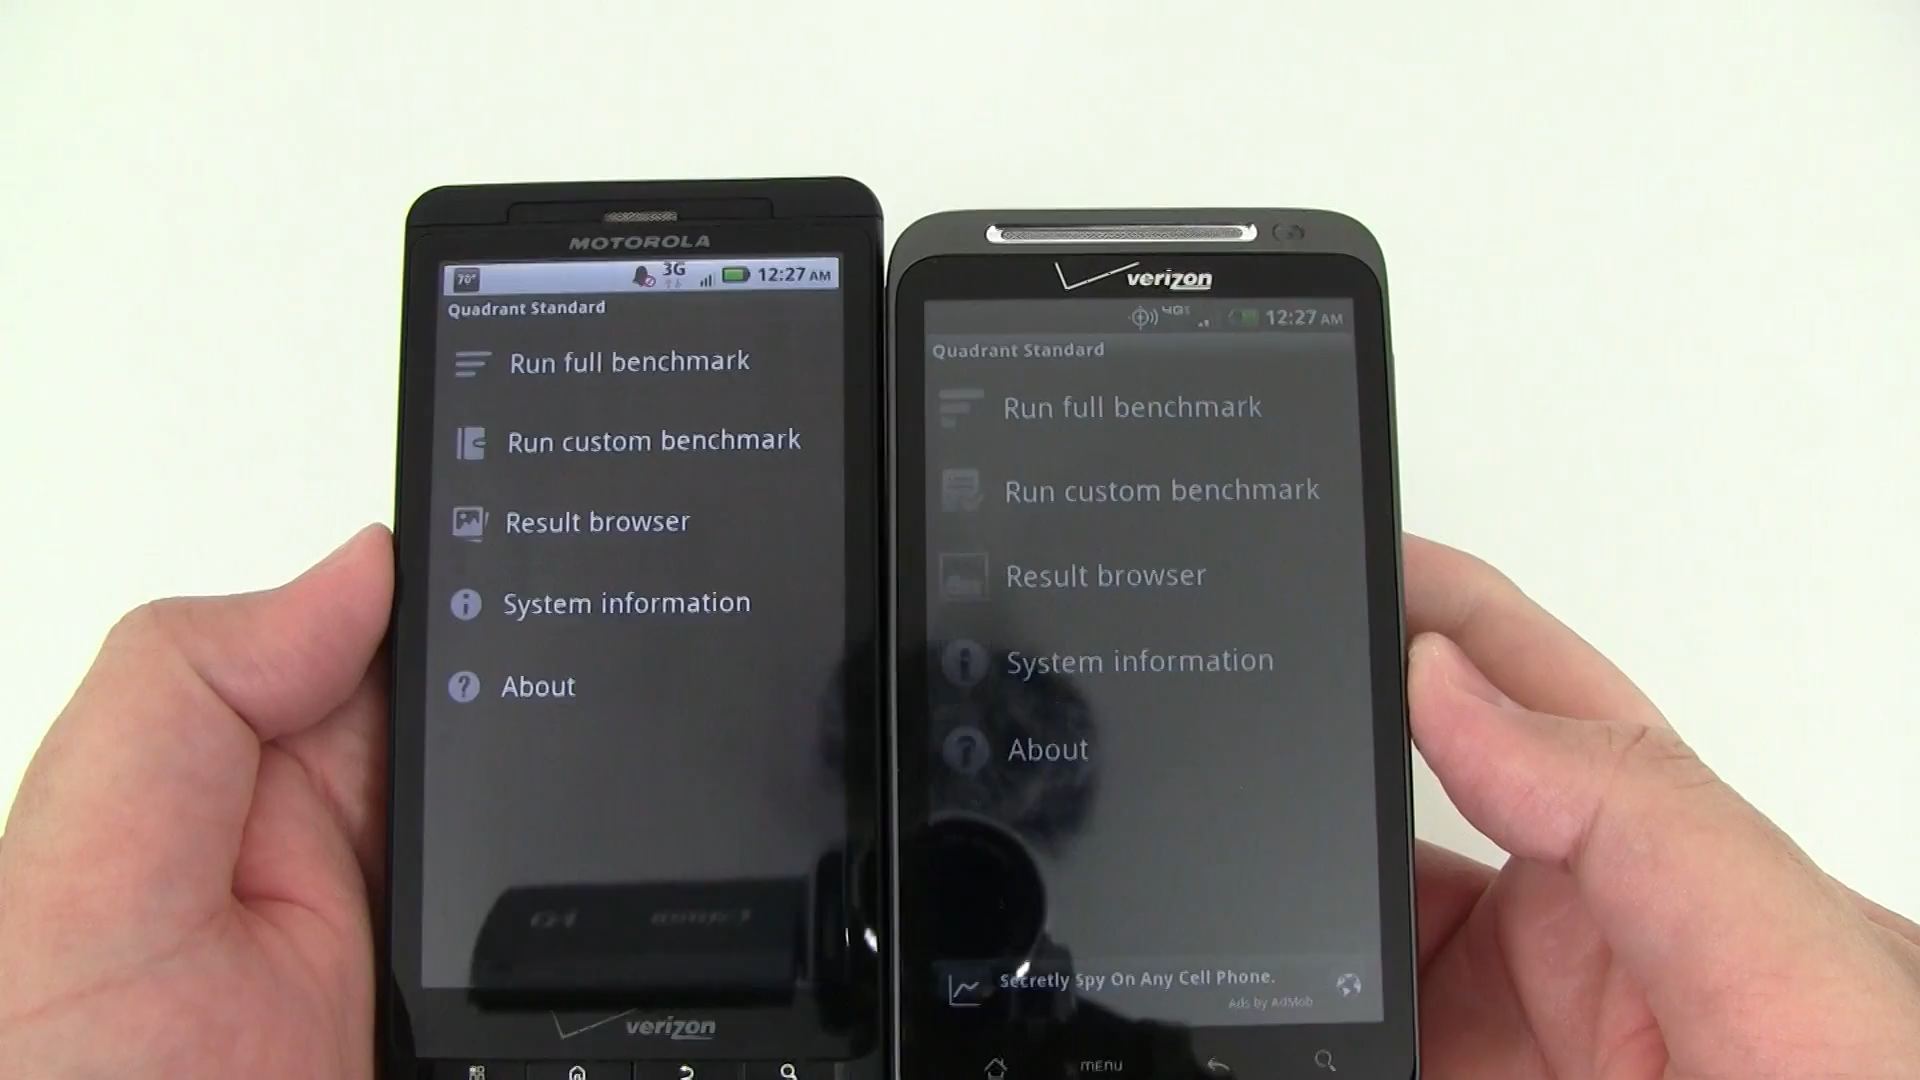 MOTOROLA
70°
3G
12:27 AM
Quadrant Standard
Run full benchmark
Run custom benchmark
Result browser
System information
About
verizon
verizon
4G
12:27 AM
Quadrant Standard
Run full benchmark
Run custom benchmark
Result browser
System information
About
Secretly Spy On Any Cell Phone.
Ads by AdMob
MENU